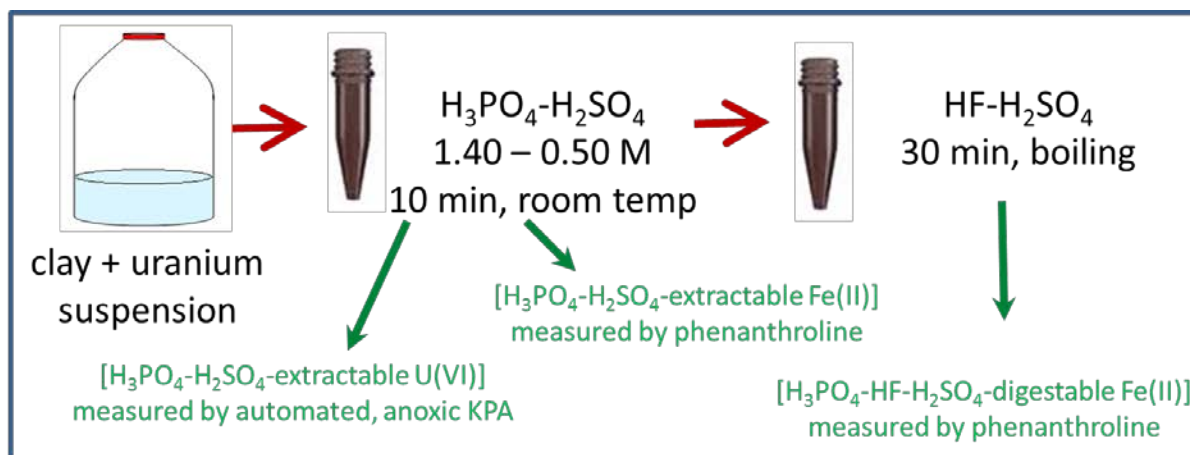 clay + uranium
suspension
H₃PO₄-H₂SO₄
1.40 – 0.50 M
10 min, room temp
HF-H₂SO₄
30 min, boiling
[H₃PO₄-H₂SO₄-extractable Fe(II)]
measured by phenanthroline
[H₃PO₄-H₂SO₄-extractable U(VI)]
measured by automated, anoxic KPA
[H₃PO₄-HF-H₂SO₄-digestable Fe(II)]
measured by phenanthroline